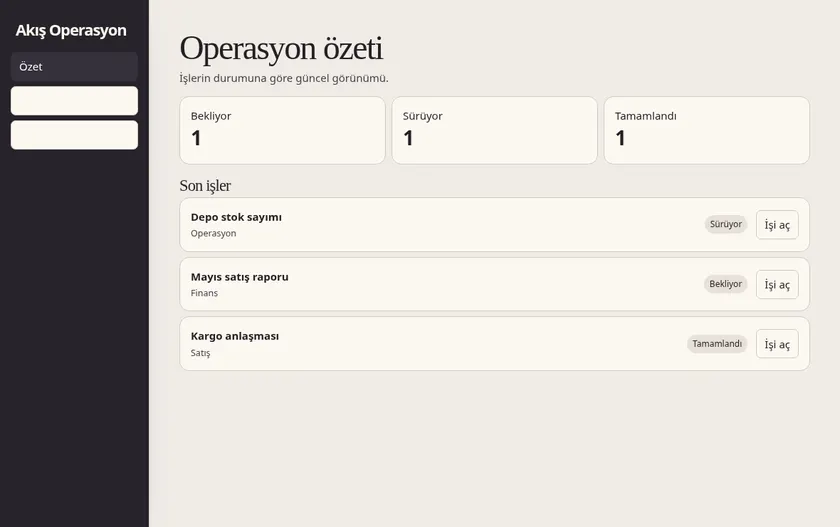 Akış Operasyon
Özet
Operasyon özeti
İşlerin durumuna göre güncel görünümü.
Bekliyor
1
Sürüyor
1
Tamamlandı
1
Son işler
Depo stok sayımı
Operasyon
Sürüyor
İşi aç
Mayıs satış raporu
Finans
Bekliyor
İşi aç
Kargo anlaşması
Satış
Tamamlandı
İşi aç